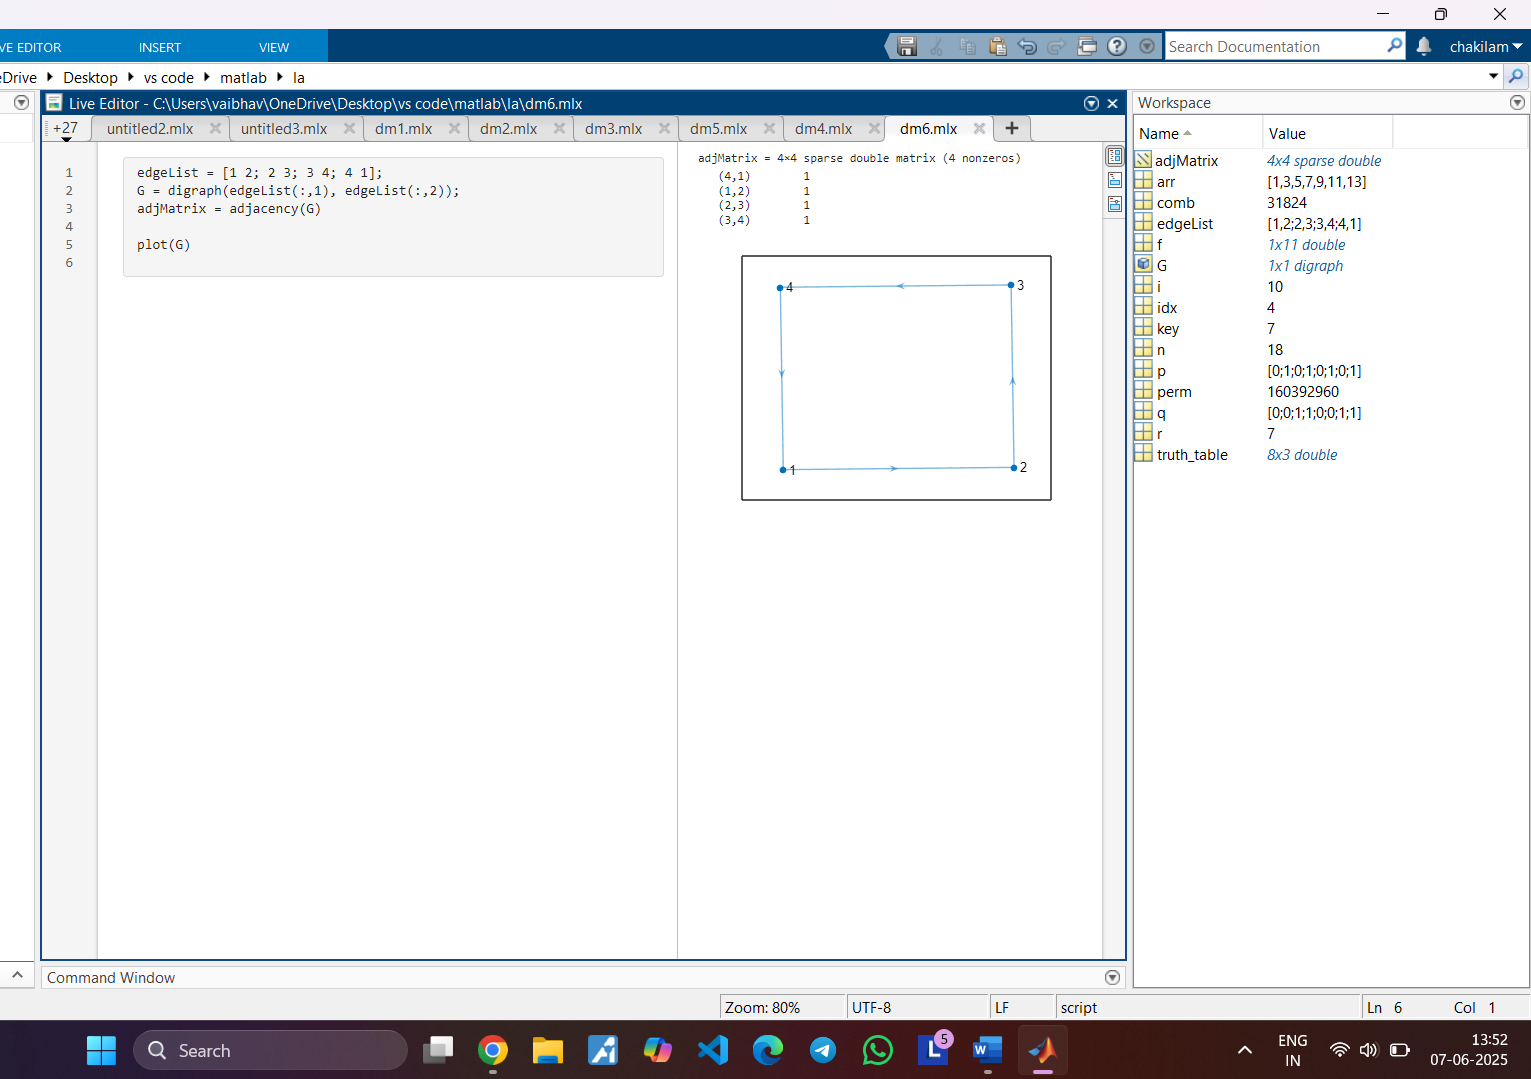 VE EDITOR INSERT VIEW
Search Documentation
chakilam
eDrive Desktop vs code matlab la
Live Editor - C:\Users\vaibhav\OneDrive\Desktop\vs code\matlab\la\dm6.mlx
+27 untitled2.mlx untitled3.mlx dm1.mlx dm2.mlx dm3.mlx dm5.mlx dm4.mlx dm6.mlx
1 edgeList = [1 2; 2 3; 3 4; 4 1];
2 G = digraph(edgeList(:,1), edgeList(:,2));
3 adjMatrix = adjacency(G)
4
5 plot(G)
6
adjMatrix = 4×4 sparse double matrix (4 nonzeros)
(4,1) 1
(1,2) 1
(2,3) 1
(3,4) 1
4 3
1 2
Workspace
Name Value
adjMatrix 4x4 sparse double
arr [1,3,5,7,9,11,13]
comb 31824
edgeList [1,2;2,3;3,4;4,1]
f 1x11 double
G 1x1 digraph
i 10
idx 4
key 7
n 18
p [0;1;0;1;0;1;0;1]
perm 160392960
q [0;0;1;1;0;0;1;1]
r 7
truth_table 8x3 double
Command Window
Zoom: 80% UTF-8 LF script Ln 6 Col 1
Search
L 5
W
ENG
IN
13:52
07-06-2025